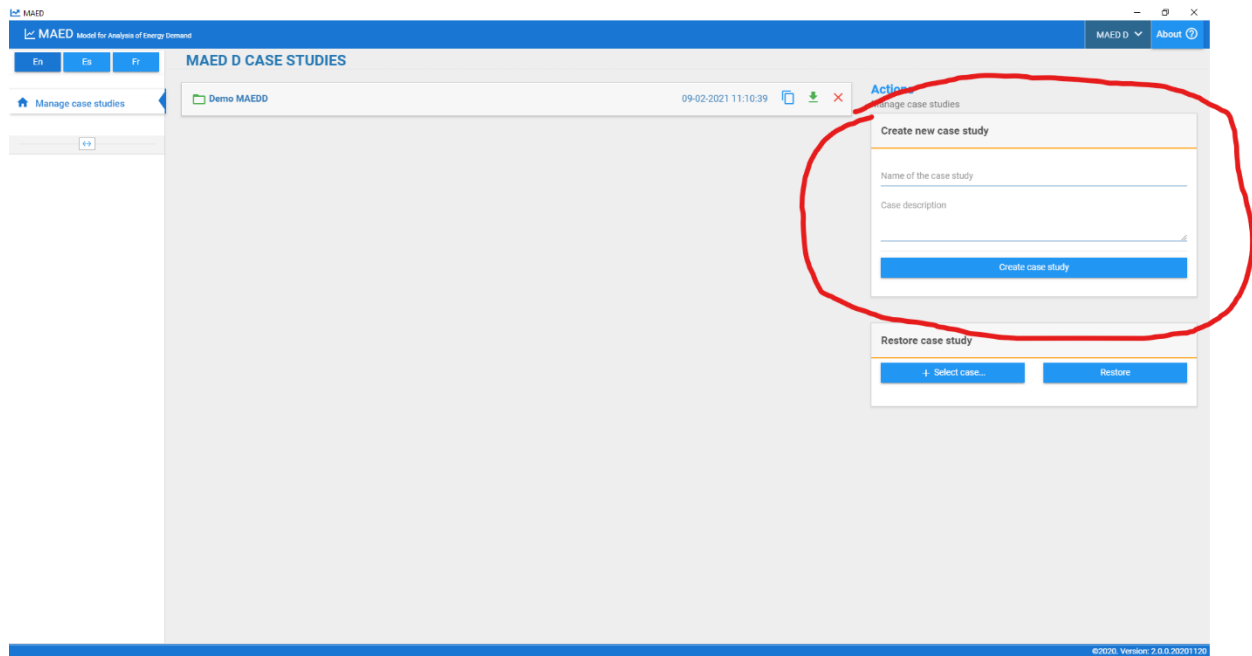 MAED
MAED Model for Analysis of Energy Demand
MAED D
About
En Es Fr
MAED D CASE STUDIES
Manage case studies
Demo MAEDD
09-02-2021 11:10:39
Actions
Manage case studies
Create new case study
Name of the case study
Case description
Create case study
Restore case study
+ Select case...
Restore
©2020. Version: 2.0.0.20201120